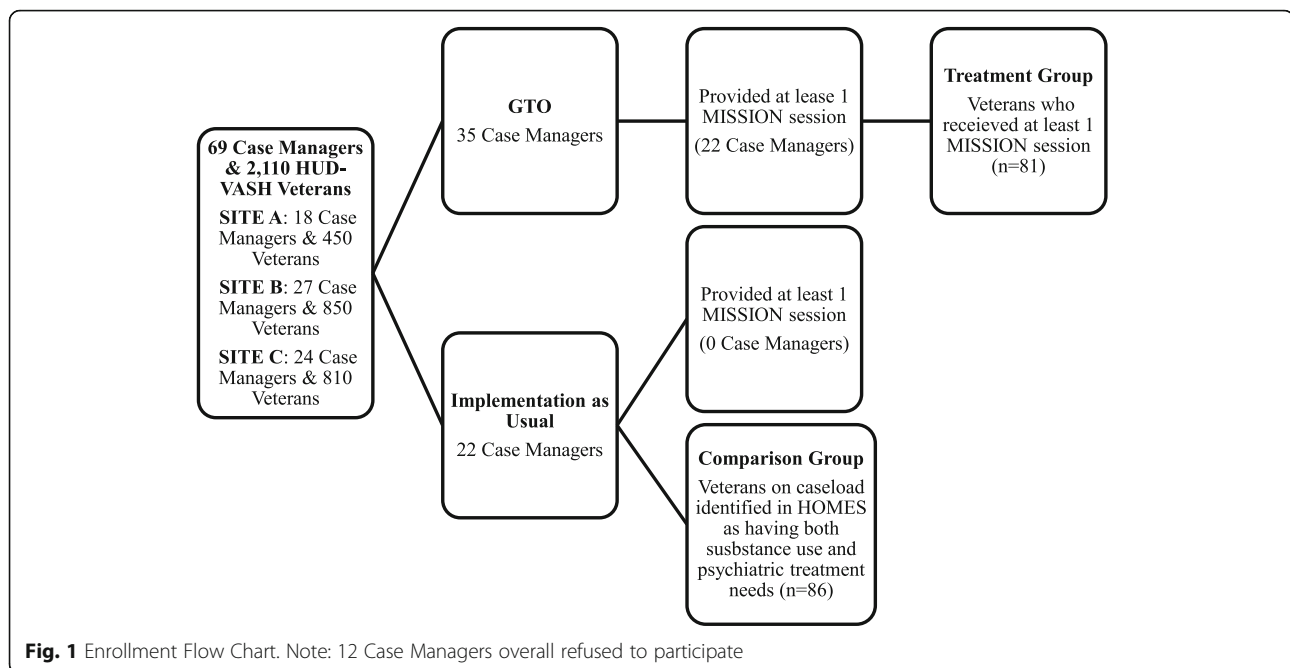 69 Case Managers
& 2,110 HUD-
VASH Veterans
SITE A: 18 Case
Managers & 450
Veterans
SITE B: 27 Case
Managers & 850
Veterans
SITE C: 24 Case
Managers & 810
Veterans
GTO
35 Case Managers
Provided at lease 1
MISSION session
(22 Case Managers)
Treatment Group
Veterans who
receieved at least 1
MISSION session
(n=81)
Implementation as
Usual
22 Case Managers
Provided at least 1
MISSION session
(0 Case Managers)
Comparison Group
Veterans on caseload
identified in HOMES
as having both
susbstance use and
psychiatric treatment
needs (n=86)
Fig. 1 Enrollment Flow Chart. Note: 12 Case Managers overall refused to participate